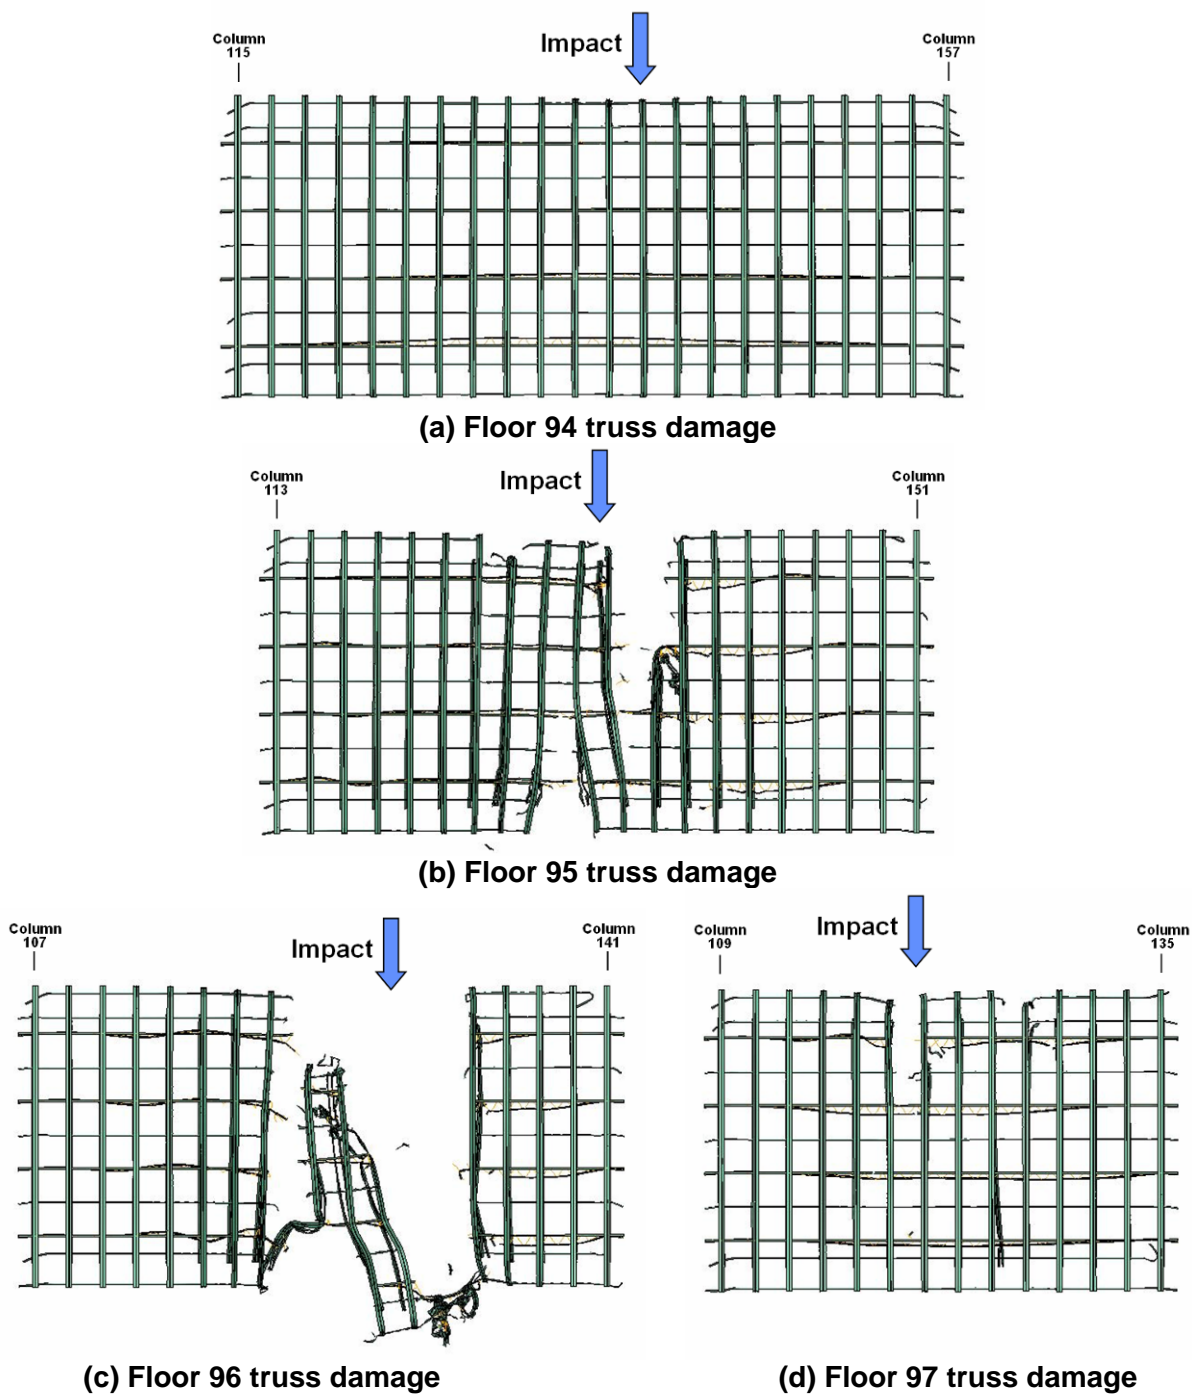 Column
115
Impact
Column
157
(a) Floor 94 truss damage
Column
113
Impact
Column
151
(b) Floor 95 truss damage
Column
107
Impact
Column
141
Column
109
Impact
Column
135
(c) Floor 96 truss damage
(d) Floor 97 truss damage